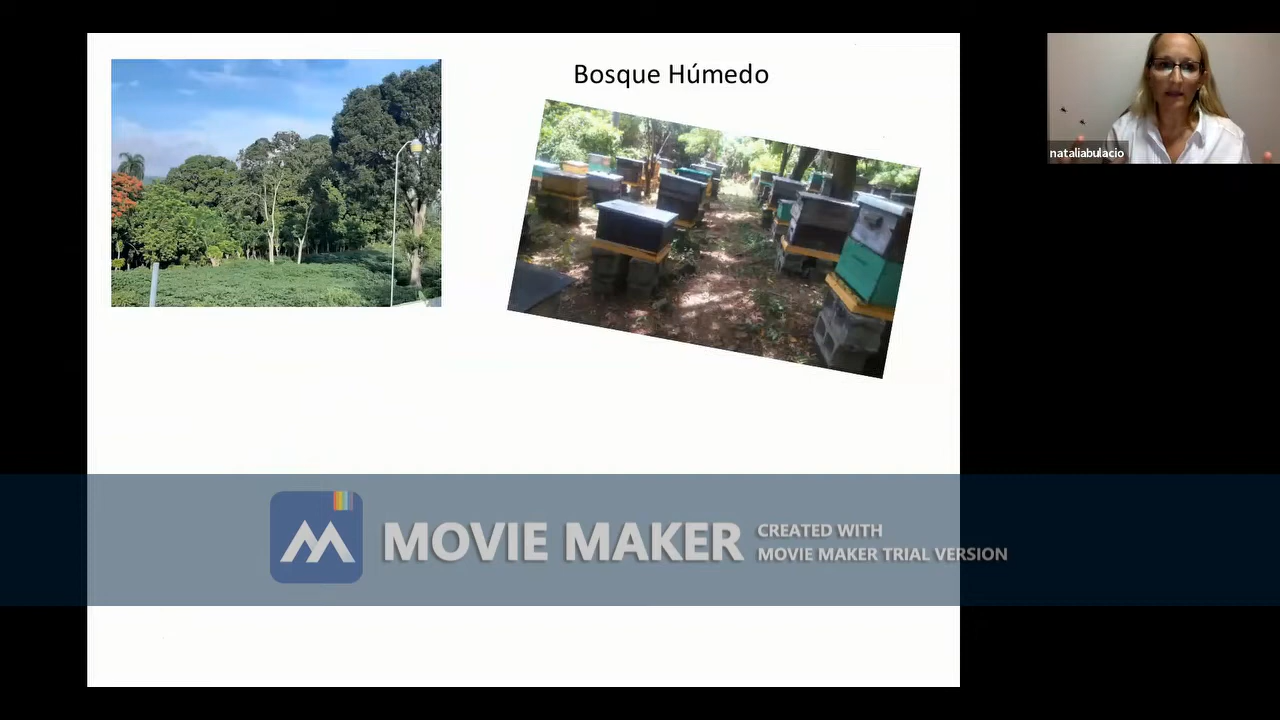 Bosque Húmedo
nataliabulacio
MOVIE MAKER
CREATED WITH
MOVIE MAKER TRIAL VERSION